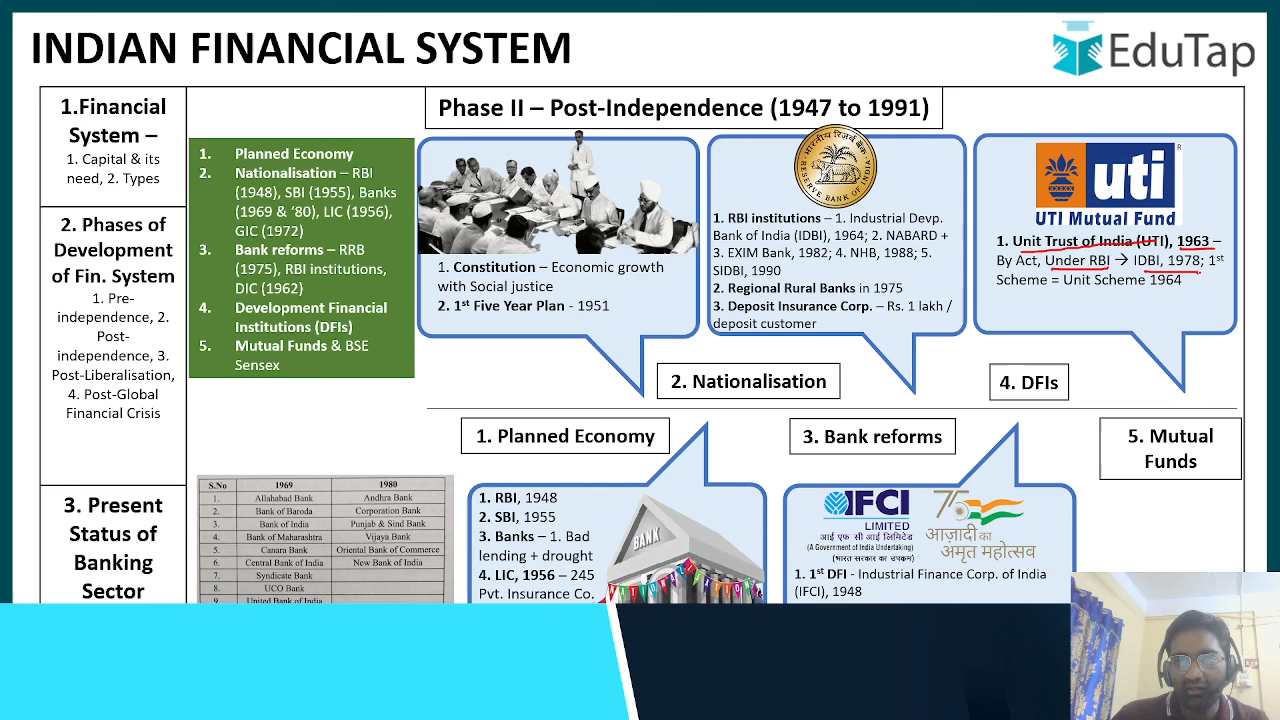 INDIAN FINANCIAL SYSTEM
EduTap
1.Financial
System –
1. Capital & its
need, 2. Types
2. Phases of
Development
of Fin. System
1. Pre-
independence, 2.
Post-
independence, 3.
Post-Liberalisation,
4. Post-Global
Financial Crisis
3. Present
Status of
Banking
Sector
Phase II – Post-Independence (1947 to 1991)
1. Planned Economy
2. Nationalisation – RBI
(1948), SBI (1955), Banks
(1969 & ‘80), LIC (1956),
GIC (1972)
3. Bank reforms – RRB
(1975), RBI institutions,
DIC (1962)
4. Development Financial
Institutions (DFIs)
5. Mutual Funds & BSE
Sensex
1. Constitution – Economic growth
with Social justice
2. 1st Five Year Plan - 1951
भारतीय रिज़र्व बैंक
RESERVE BANK OF INDIA
1. RBI institutions – 1. Industrial Devp.
Bank of India (IDBI), 1964; 2. NABARD +
3. EXIM Bank, 1982; 4. NHB, 1988; 5.
SIDBI, 1990
2. Regional Rural Banks in 1975
3. Deposit Insurance Corp. – Rs. 1 lakh /
deposit customer
uti
R
UTI Mutual Fund
1. Unit Trust of India (UTI), 1963 –
By Act, Under RBI → IDBI, 1978; 1st
Scheme = Unit Scheme 1964
2. Nationalisation
4. DFIs
1. Planned Economy
3. Bank reforms
5. Mutual
Funds
S.No 1969 1980
1. Allahabad Bank Andhra Bank
2. Bank of Baroda Corporation Bank
3. Bank of India Punjab & Sind Bank
4. Bank of Maharashtra Vijaya Bank
5. Canara Bank Oriental Bank of Commerce
6. Central Bank of India New Bank of India
7. Syndicate Bank
8. UCO Bank
9. United Bank of India
1. RBI, 1948
2. SBI, 1955
3. Banks – 1. Bad
lending + drought
4. LIC, 1956 – 245
Pvt. Insurance Co.
BANK
IFCI
LIMITED
आई एफ सी आई लिमिटेड
(A Government of India Undertaking)
(भारत सरकार का उपक्रम)
75
आज़ादी का
अमृत महोत्सव
1. 1st DFI - Industrial Finance Corp. of India
(IFCI), 1948